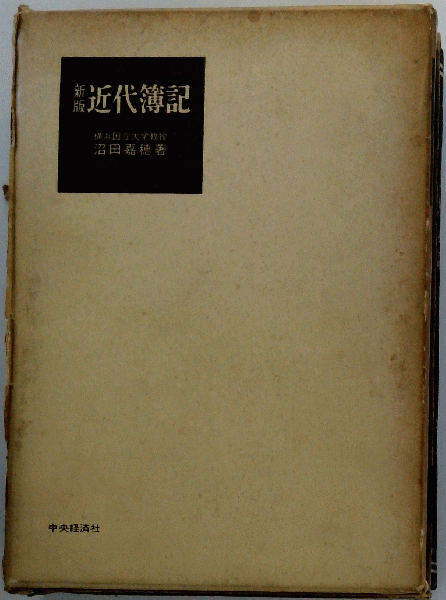 新版 近代簿記
横浜国立大学教授
沼田嘉穂著
中央経済社